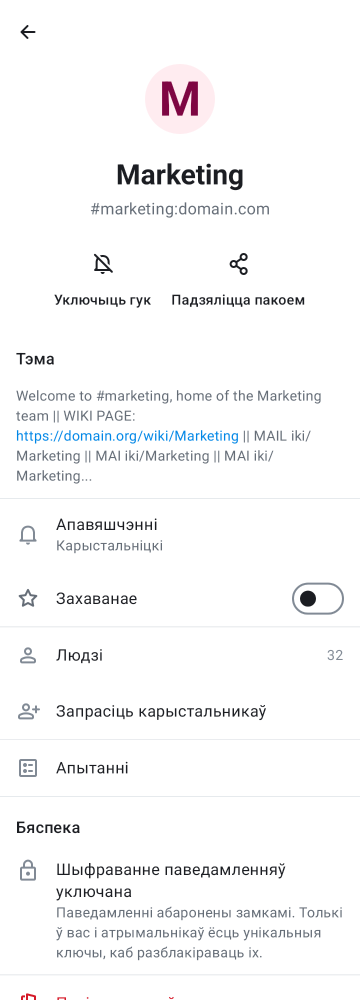 M
Marketing
#marketing:domain.com
Уключыць гук
Падзяліцца пакоем
Тэма
Welcome to #marketing, home of the Marketing
team || WIKI PAGE:
https://domain.org/wiki/Marketing || MAIL iki/
Marketing || MAI iki/Marketing || MAI iki/
Marketing...
Апавяшчэнні
Карыстальніцкі
Захаванае
Людзі 32
Запрасіць карыстальнікаў
Апытанні
Бяспека
Шыфраванне паведамленняў
уключана
Паведамленні абаронены замкамі. Толькі
ў вас і атрымальнікаў ёсць унікальныя
ключы, каб разблакіраваць іх.